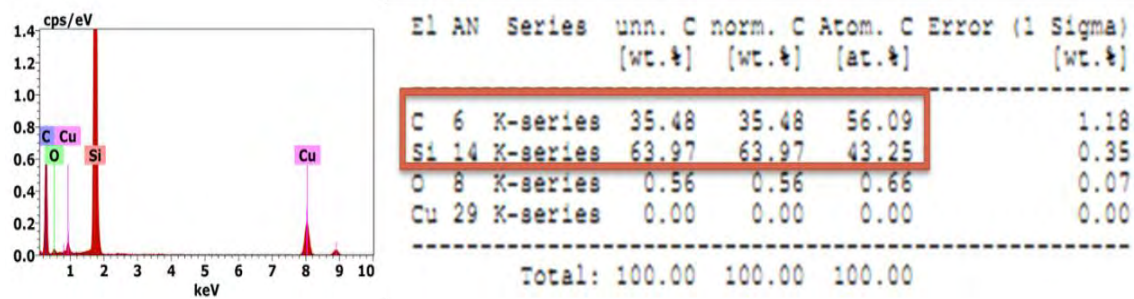 cps/eV
1.4
1.2
1.0
0.8
0.6
0.4
0.2
0.0
C Cu
O Si Cu
1 2 3 4 5 6 7 8 9 10
keV
El AN Series unn. C norm. C Atom. C Error (1 Sigma)
[wt.%] [wt.%] [at.%] [wt.%]
C 6 K-series 35.48 35.48 56.09 1.18
Si 14 K-series 63.97 63.97 43.25 0.35
O 8 K-series 0.56 0.56 0.66 0.07
Cu 29 K-series 0.00 0.00 0.00 0.00
Total: 100.00 100.00 100.00